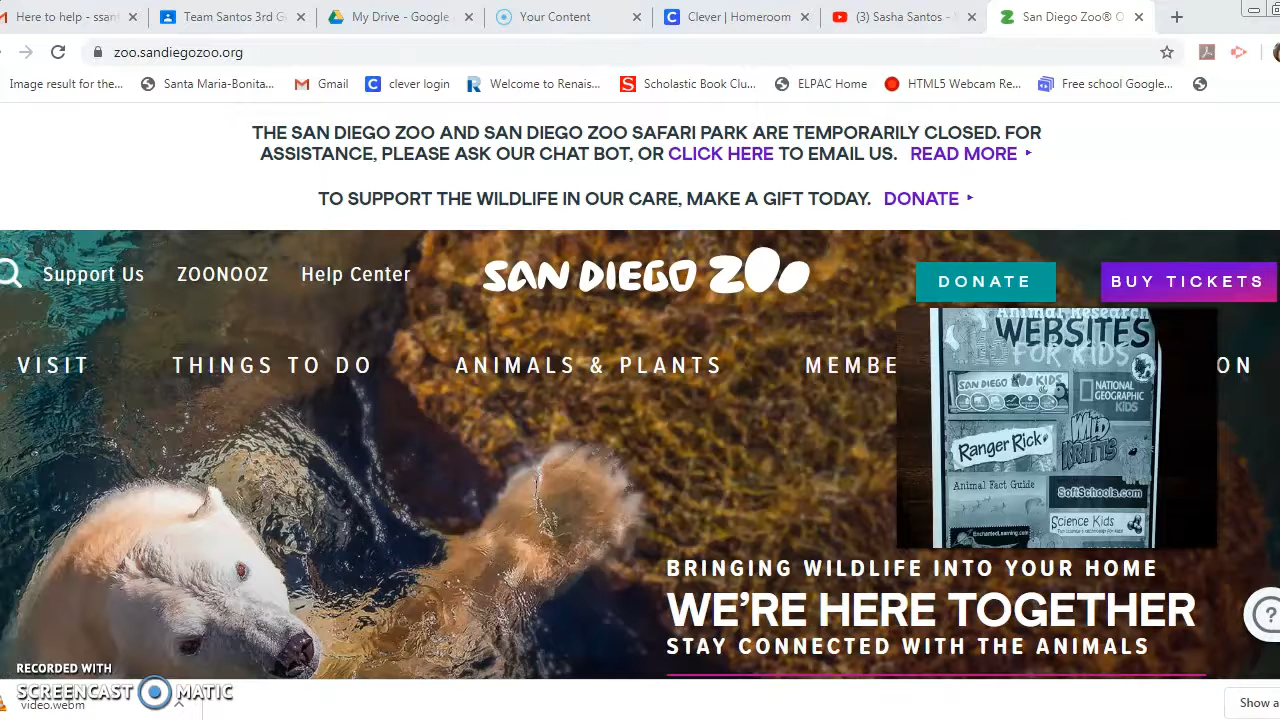 Here to help - ssant
Team Santos 3rd G
My Drive - Google
Your Content
Clever | Homeroom
(3) Sasha Santos -
San Diego Zoo® O
zoo.sandiegozoo.org
Image result for the...
Santa Maria-Bonita...
Gmail
clever login
Welcome to Renais...
Scholastic Book Clu...
ELPAC Home
HTML5 Webcam Re...
Free school Google...
THE SAN DIEGO ZOO AND SAN DIEGO ZOO SAFARI PARK ARE TEMPORARILY CLOSED. FOR
ASSISTANCE, PLEASE ASK OUR CHAT BOT, OR CLICK HERE TO EMAIL US. READ MORE
TO SUPPORT THE WILDLIFE IN OUR CARE, MAKE A GIFT TODAY. DONATE
Support Us ZOONOOZ Help Center
SAN DIEGO ZOO
DONATE
BUY TICKETS
VISIT THINGS TO DO ANIMALS & PLANTS MEMBE ON
Animal Research
WEBSITES
FOR KIDS
SAN DIEGO ZOO KIDS
NATIONAL
GEOGRAPHIC
KiDS
Ranger Rick
WILD
KRATTS
Animal Fact Guide
SoftSchools.com
Science Kids
EnchantedLearning.com
BRINGING WILDLIFE INTO YOUR HOME
WE'RE HERE TOGETHER
STAY CONNECTED WITH THE ANIMALS
?
RECORDED WITH
SCREENCAST MATIC
video.webm
Show a